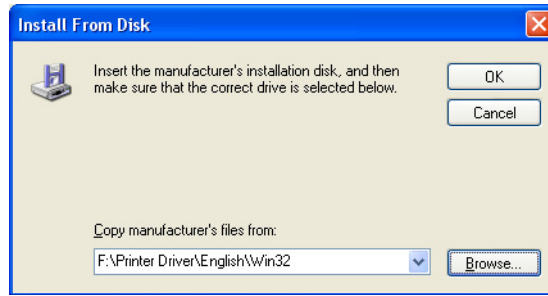 Install From Disk
Insert the manufacturer's installation disk, and then
make sure that the correct drive is selected below.
OK
Cancel
Copy manufacturer's files from:
F:\Printer Driver\English\Win32
Browse...